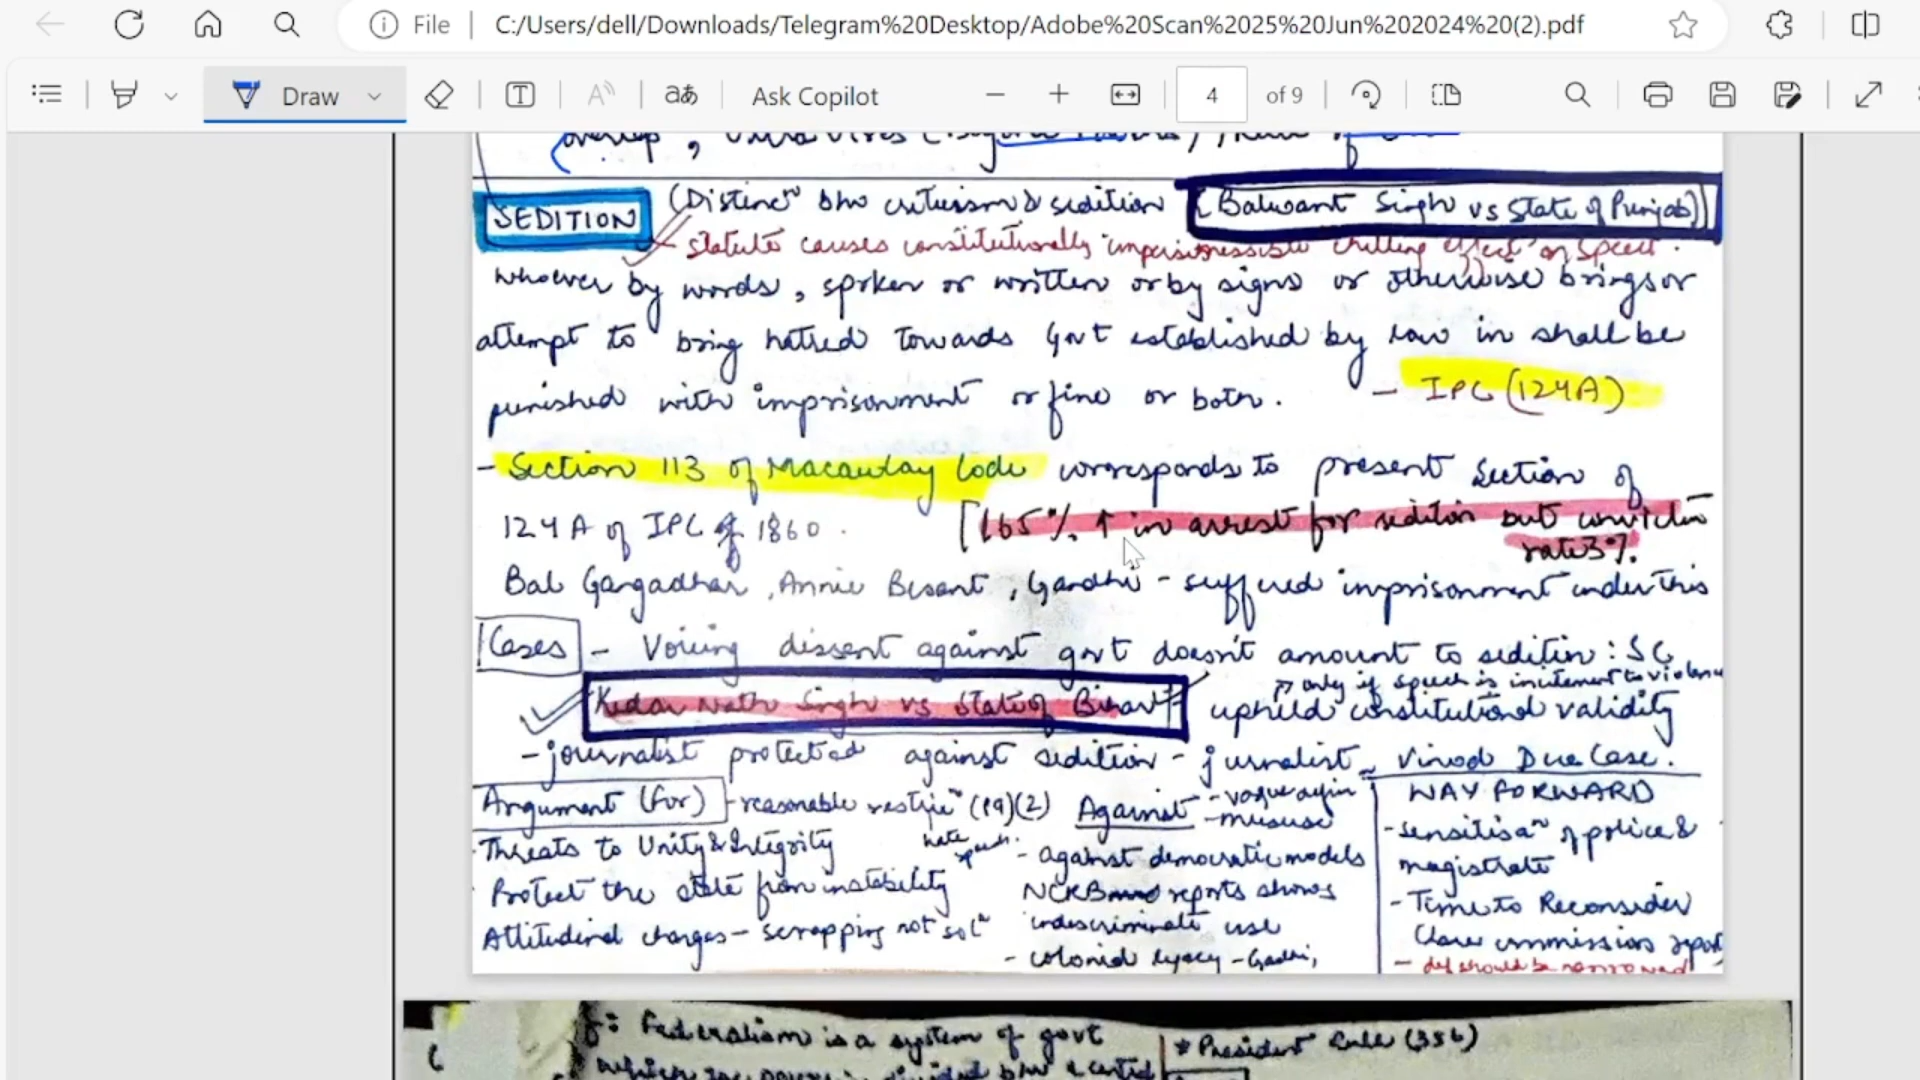 File C:/Users/dell/Downloads/Telegram%20Desktop/Adobe%20Scan%2025%20Jun%202024%20(2).pdf
Draw Ask Copilot 4 of 9
SEDITION (Distincⁿ b/w criticism & sedition [Balwant Singh vs State of Punjab)]
statute causes constitutionally impermissible 'chilling effect' on speech.
whoever by words, spoken or written or by signs or otherwise brings or
attempt to bring hatred towards Govt established by law in shall be
punished with imprisonment or fine or both. - IPC (124A)
- Section 113 of Macaulay Code corresponds to present section of
124A of IPC of 1860. [165% ↑ in arrest for sedition but conviction
rate 3%.
Bal Gangadhar, Annie Besant, Gandhi - suffered imprisonment under this
Cases - Voicing dissent against govt doesn't amount to sedition: SC
only if speech is incitement to violence
Kedar Nath Singh vs State of Bihar upheld constitutional validity
- journalist protected against sedition - journalist Vinod Dua Case.
Argument (for) - reasonable restricⁿ (19)(2) Against - vague
- misuse
WAY FORWARD
- Threats to Unity & Integrity hate speech. - against democratic models
- sensitisaⁿ of police &
magistrate
Protect the state from instability NCRB reports shows
- Time to Reconsider
Attitudinal changes - scrapping not solⁿ indiscriminate use
commission report
- colonial legacy - Gandhi,
- def should be narrowed
Federalism is a system of govt
* President Rule (356)